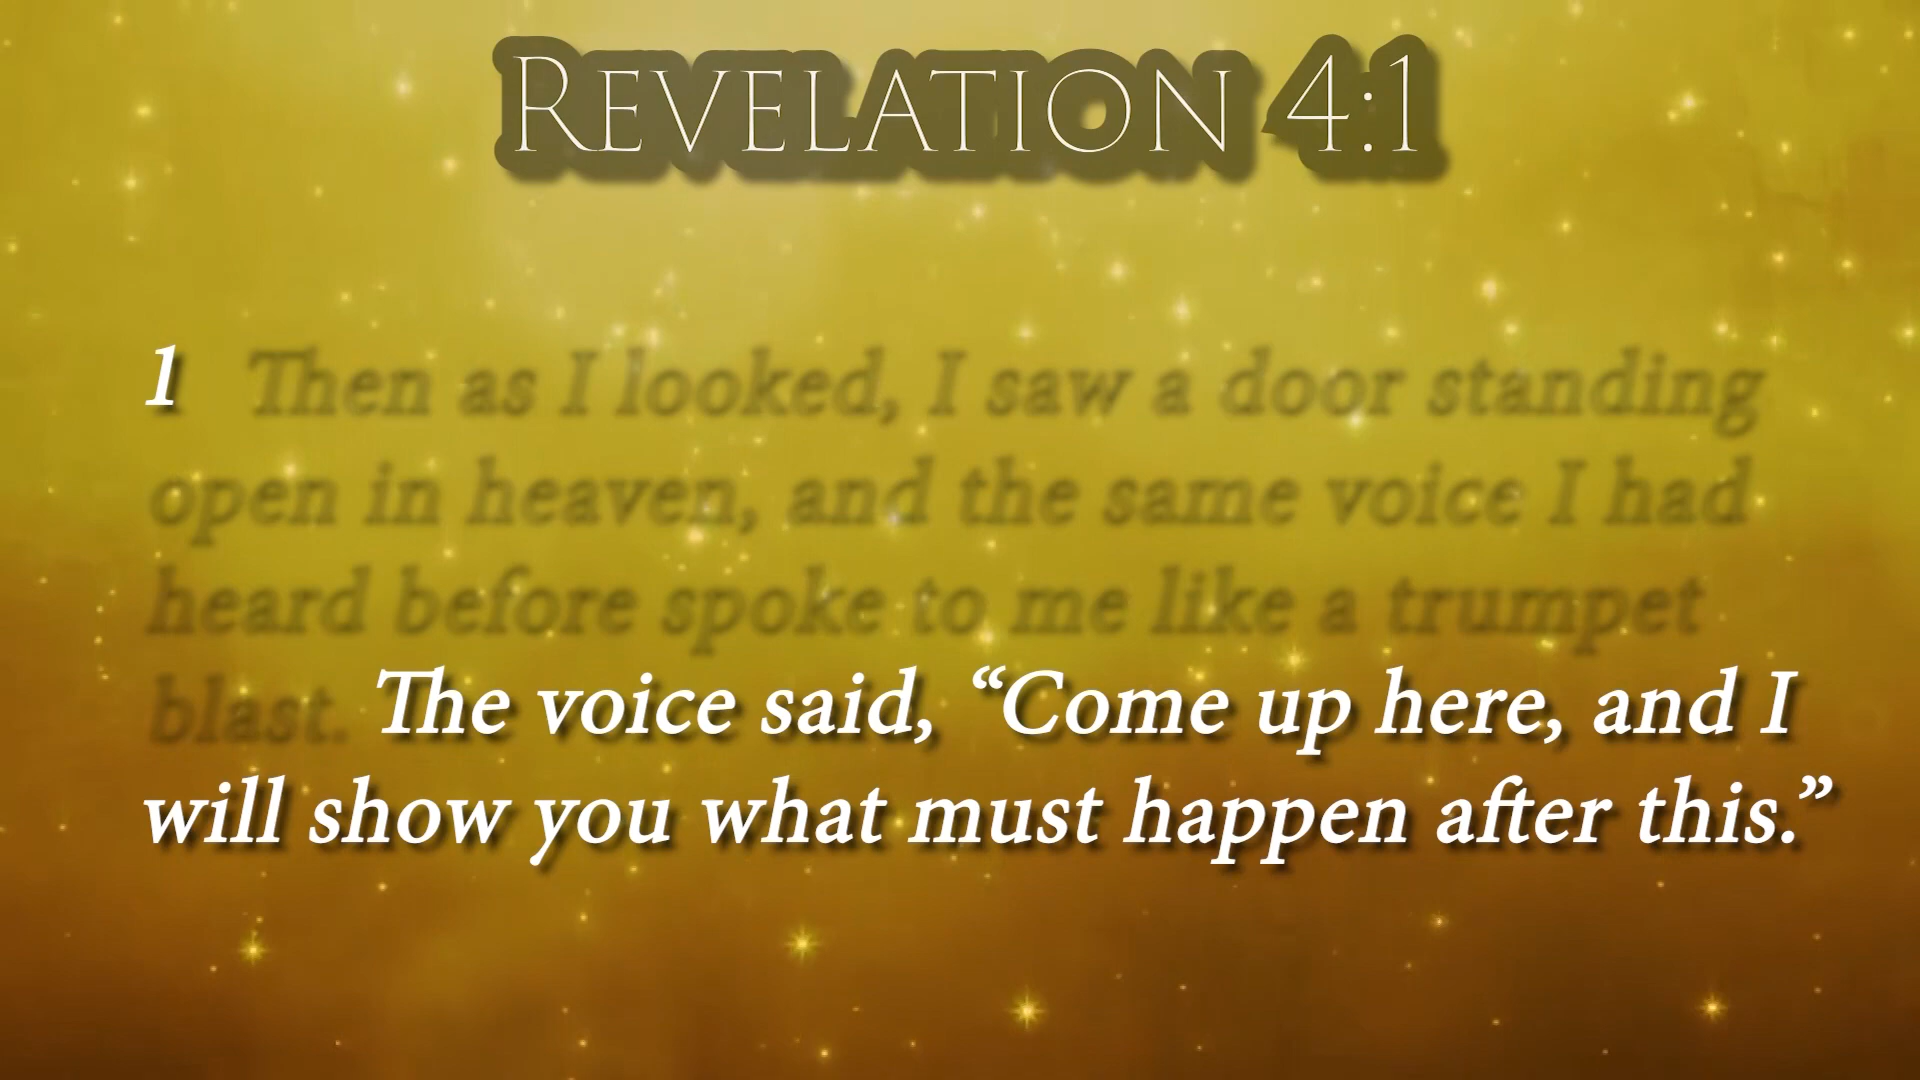 REVELATION 4:1
1 Then as I looked, I saw a door standing
open in heaven, and the same voice I had
heard before spoke to me like a trumpet
blast. The voice said, “Come up here, and I
will show you what must happen after this.”